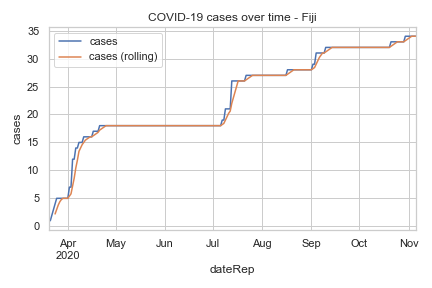 COVID-19 cases over time - Fiji
cases
cases (rolling)
35
30
25
20
15
10
5
0
cases
Apr
2020
May
Jun
Jul
Aug
Sep
Oct
Nov
dateRep